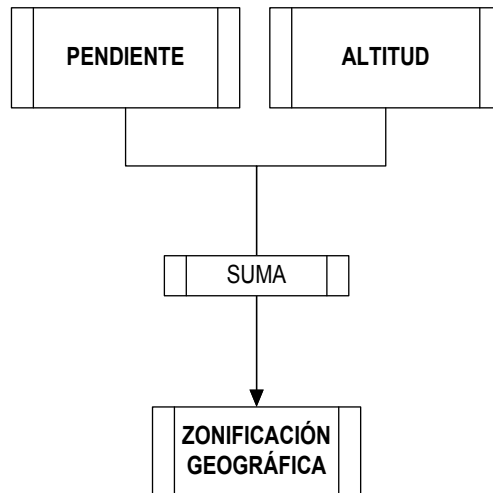 PENDIENTE
ALTITUD
SUMA
ZONIFICACIÓN
GEOGRÁFICA